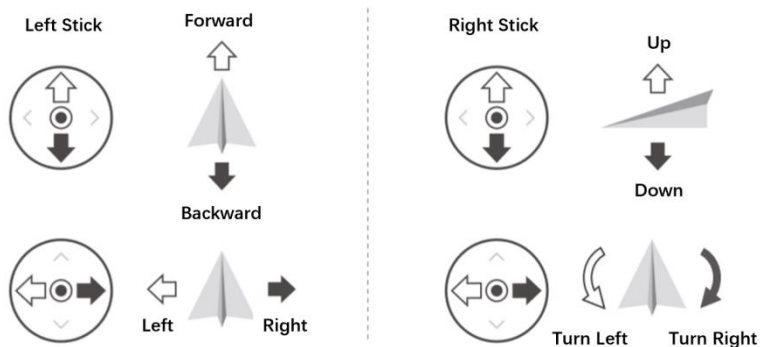 Left Stick
Forward
Backward
Left
Right
Right Stick
Up
Down
Turn Left
Turn Right